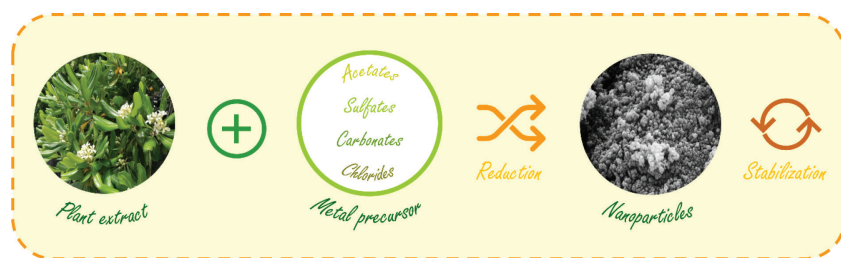 Acetates
Sulfates
Carbonates
Chlorides
Reduction
Stabilization
Plant extract
Metal precursor
Nanoparticles